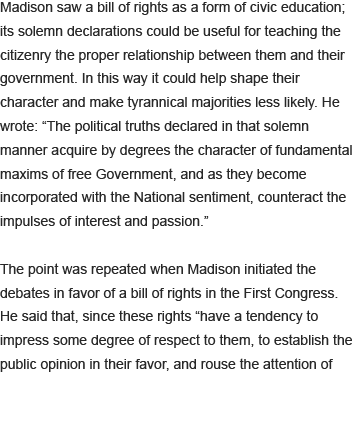 Madison saw a bill of rights as a form of civic education;
its solemn declarations could be useful for teaching the
citizenry the proper relationship between them and their
government. In this way it could help shape their
character and make tyrannical majorities less likely. He
wrote: “The political truths declared in that solemn
manner acquire by degrees the character of fundamental
maxims of free Government, and as they become
incorporated with the National sentiment, counteract the
impulses of interest and passion.”

The point was repeated when Madison initiated the
debates in favor of a bill of rights in the First Congress.
He said that, since these rights “have a tendency to
impress some degree of respect to them, to establish the
public opinion in their favor, and rouse the attention of